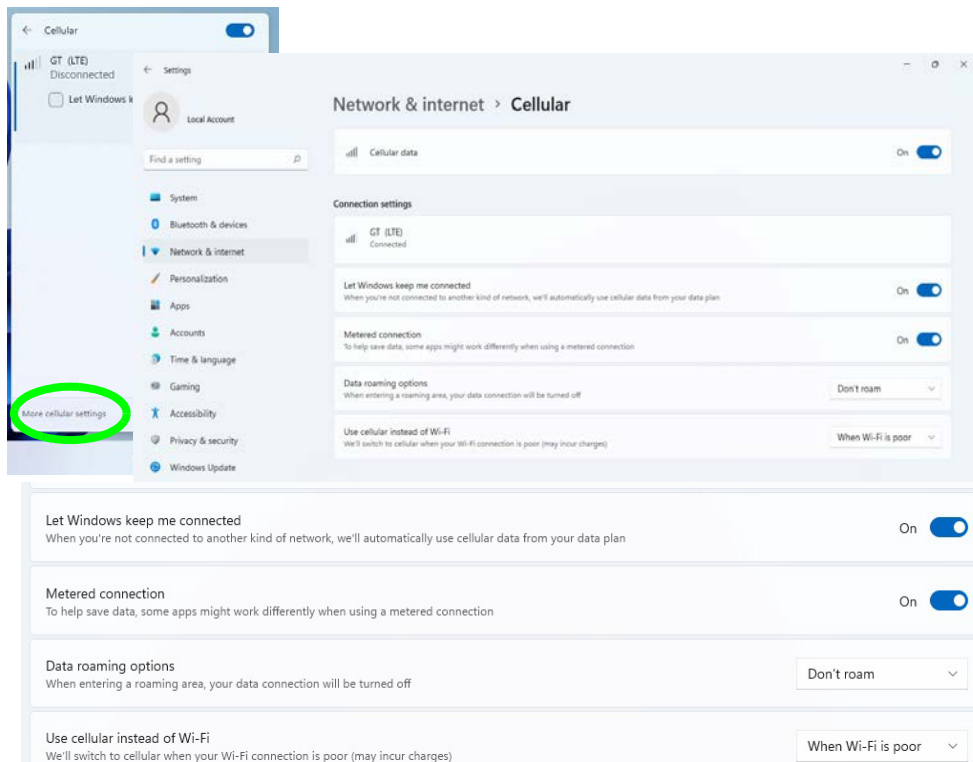 Cellular
GT (LTE)
Disconnected
Let Windows k
More cellular settings
Settings
Local Account
Find a setting
System
Bluetooth & devices
Network & internet
Personalization
Apps
Accounts
Time & language
Gaming
Accessibility
Privacy & security
Windows Update
Network & internet › Cellular
Cellular data On
Connection settings
GT (LTE)
Connected
Let Windows keep me connected On
When you're not connected to another kind of network, we'll automatically use cellular data from your data plan
Metered connection On
To help save data, some apps might work differently when using a metered connection
Data roaming options Don't roam
When entering a roaming area, your data connection will be turned off
Use cellular instead of Wi-Fi When Wi-Fi is poor
We'll switch to cellular when your Wi-Fi connection is poor (may incur charges)
Let Windows keep me connected On
When you're not connected to another kind of network, we'll automatically use cellular data from your data plan
Metered connection On
To help save data, some apps might work differently when using a metered connection
Data roaming options Don't roam
When entering a roaming area, your data connection will be turned off
Use cellular instead of Wi-Fi When Wi-Fi is poor
We'll switch to cellular when your Wi-Fi connection is poor (may incur charges)